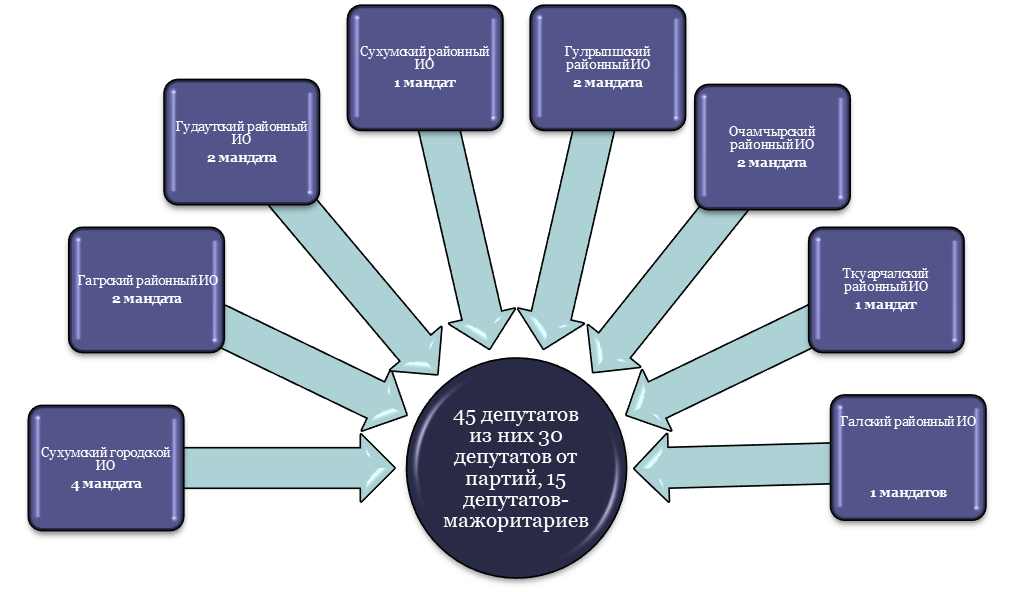 Сухумский районный
ИО
1 мандат
Гулрыпшский
районный ИО
2 мандата
Гудаутский районный
ИО
2 мандата
Очамчырский
районный ИО
2 мандата
Гагрский районный ИО
2 мандата
Ткуарчалский
районный ИО
1 мандат
Сухумский городской
ИО
4 мандата
Галский районный ИО
1 мандатов
45 депутатов
из них 30
депутатов от
партий, 15
депутатов-
мажоритариев